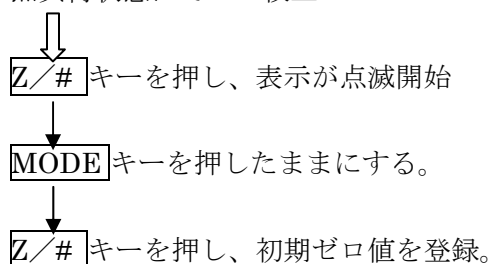 Z／# キーを押し、表示が点滅開始
MODE キーを押したままにする。
Z／# キーを押し、初期ゼロ値を登録。